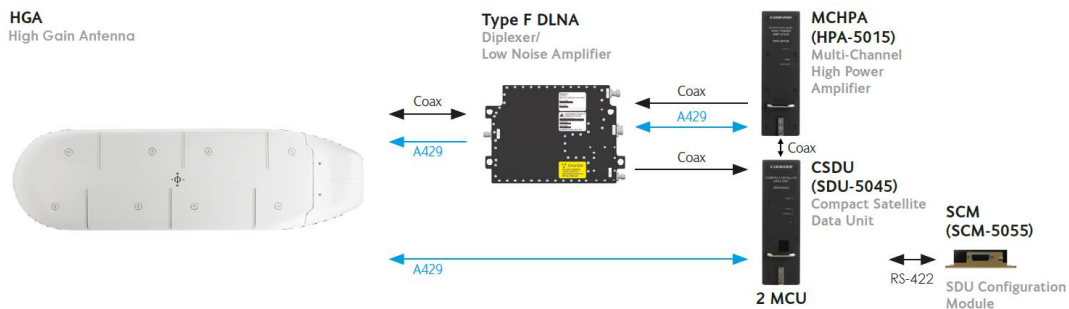 HGA
High Gain Antenna
Type F DLNA
Diplexer/
Low Noise Amplifier
MCHPA
(HPA-5015)
Multi-Channel
High Power
Amplifier
Coax
A429
Coax
A429
Coax
Coax
CSDU
(SDU-5045)
Compact Satellite
Data Unit
A429
2 MCU
RS-422
SCM
(SCM-5055)
SDU Configuration
Module